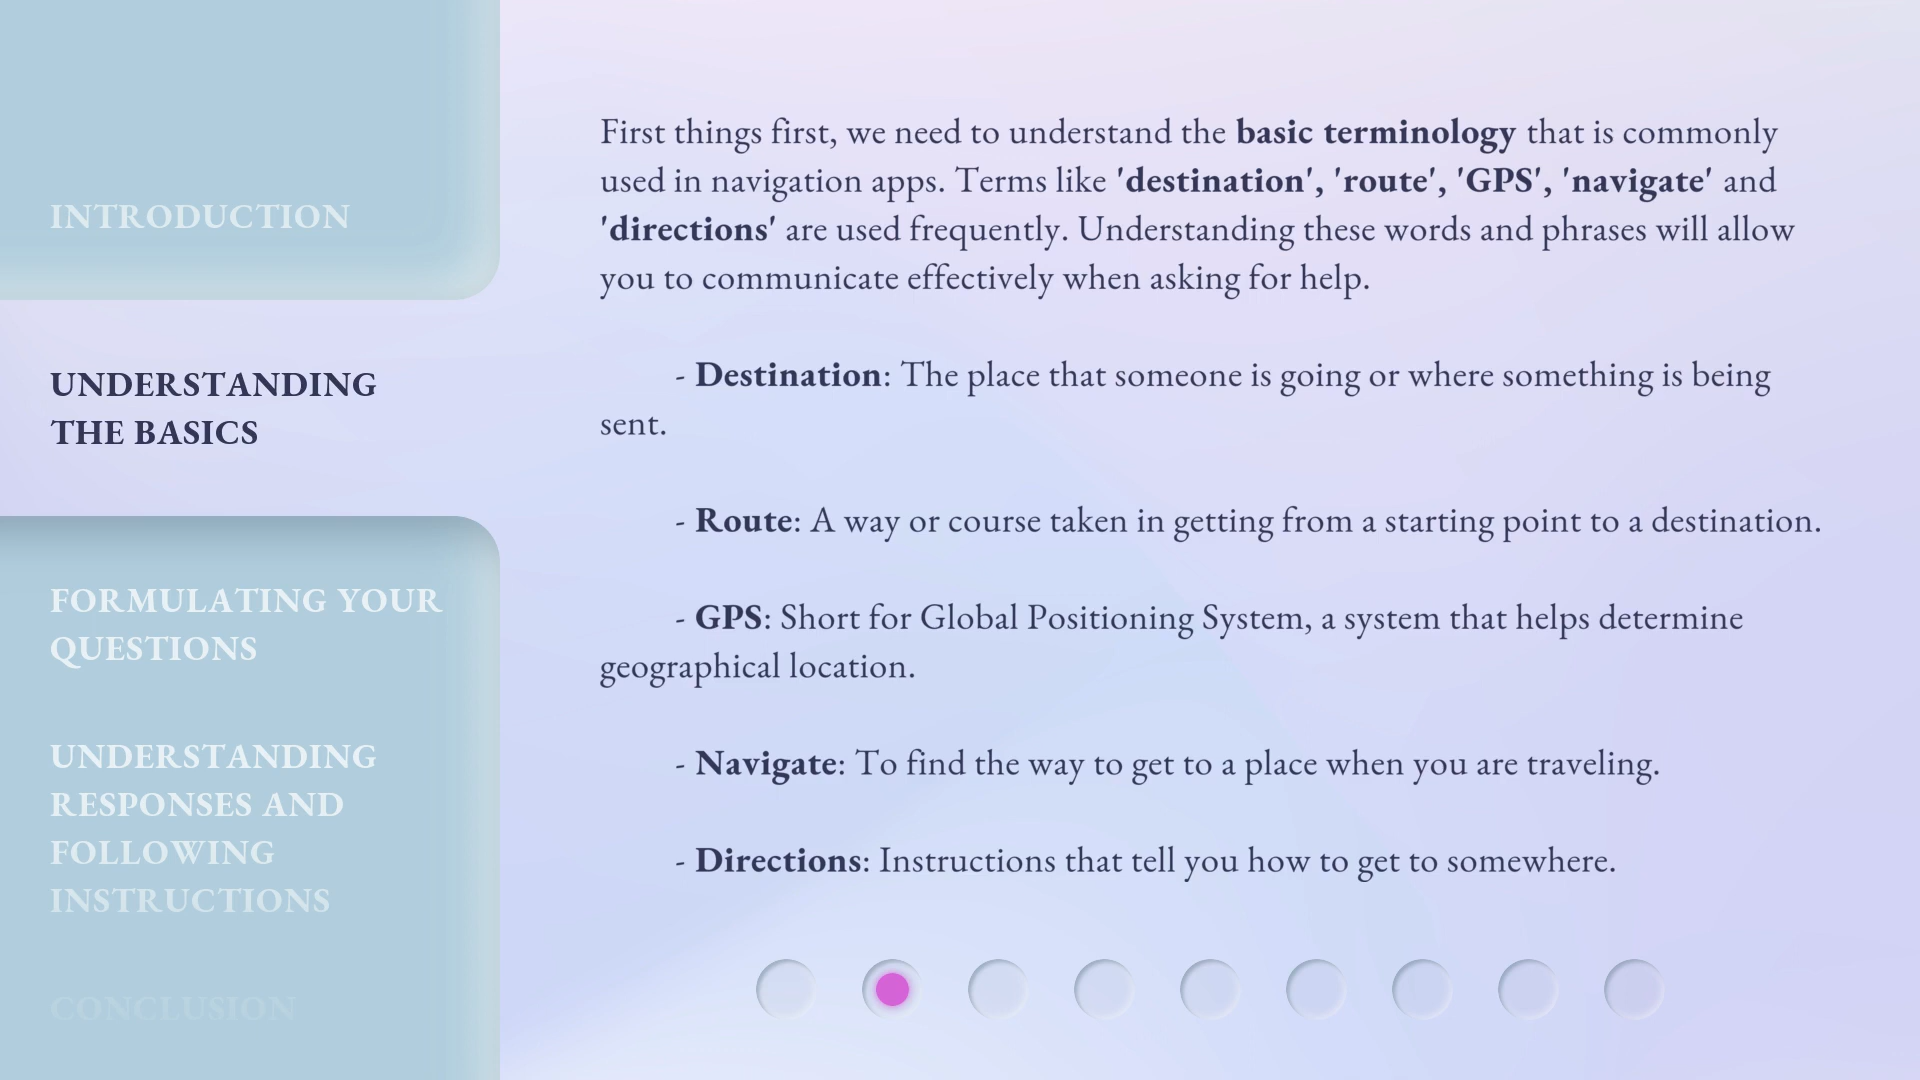 INTRODUCTION
UNDERSTANDING
THE BASICS
FORMULATING YOUR
QUESTIONS
UNDERSTANDING
RESPONSES AND
FOLLOWING
INSTRUCTIONS
CONCLUSION
First things first, we need to understand the basic terminology that is commonly
used in navigation apps. Terms like 'destination', 'route', 'GPS', 'navigate' and
'directions' are used frequently. Understanding these words and phrases will allow
you to communicate effectively when asking for help.
- Destination: The place that someone is going or where something is being
sent.
- Route: A way or course taken in getting from a starting point to a destination.
- GPS: Short for Global Positioning System, a system that helps determine
geographical location.
- Navigate: To find the way to get to a place when you are traveling.
- Directions: Instructions that tell you how to get to somewhere.